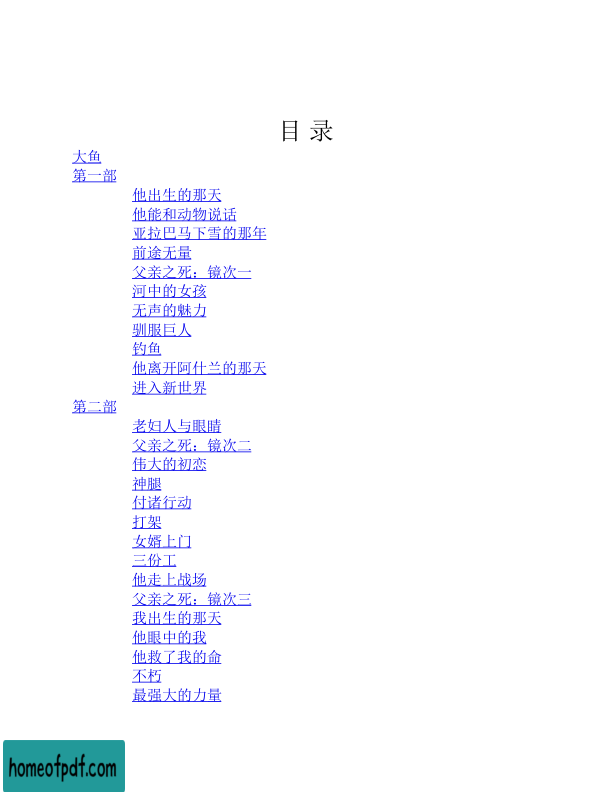 目 录
大鱼
第一部
他出生的那天
他能和动物说话
亚拉巴马下雪的那年
前途无量
父亲之死：镜次一
河中的女孩
无声的魅力
驯服巨人
钓鱼
他离开阿什兰的那天
进入新世界
第二部
老妇人与眼睛
父亲之死：镜次二
伟大的初恋
神腿
付诸行动
打架
女婿上门
三份工
他走上战场
父亲之死：镜次三
我出生的那天
他眼中的我
他救了我的命
不朽
最强大的力量
homeofpdf.com